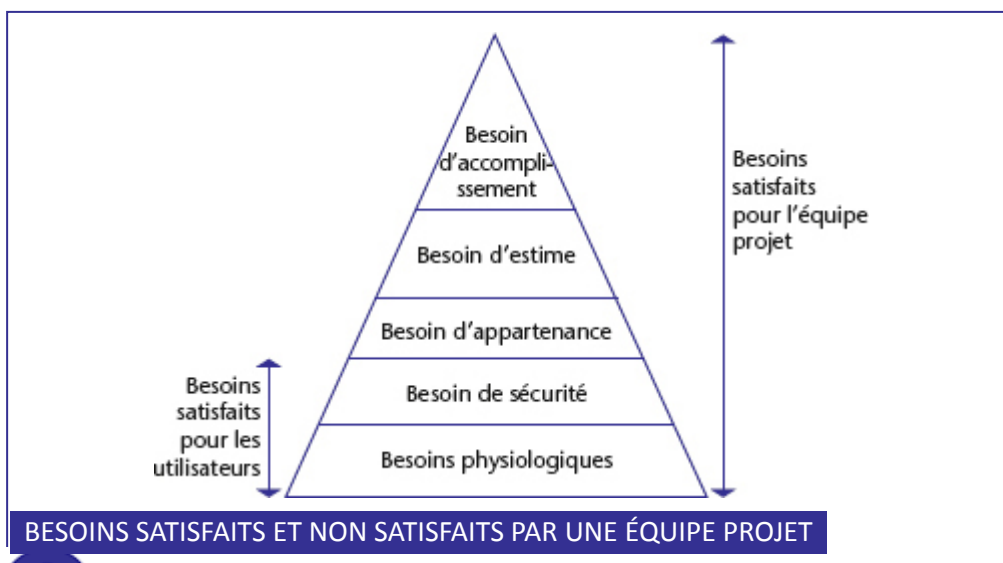 Besoin
d'accompli-
ssement
Besoin d'estime
Besoin d'appartenance
Besoin de sécurité
Besoins physiologiques
Besoins
satisfaits
pour les
utilisateurs
Besoins
satisfaits
pour l'équipe
projet
BESOINS SATISFAITS ET NON SATISFAITS PAR UNE ÉQUIPE PROJET